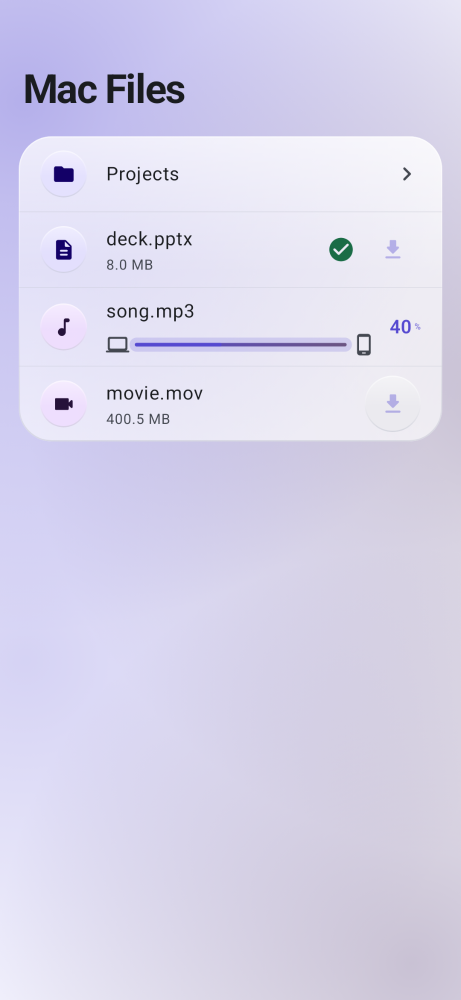 Mac Files
Projects
deck.pptx
8.0 MB
song.mp3
40 %
movie.mov
400.5 MB